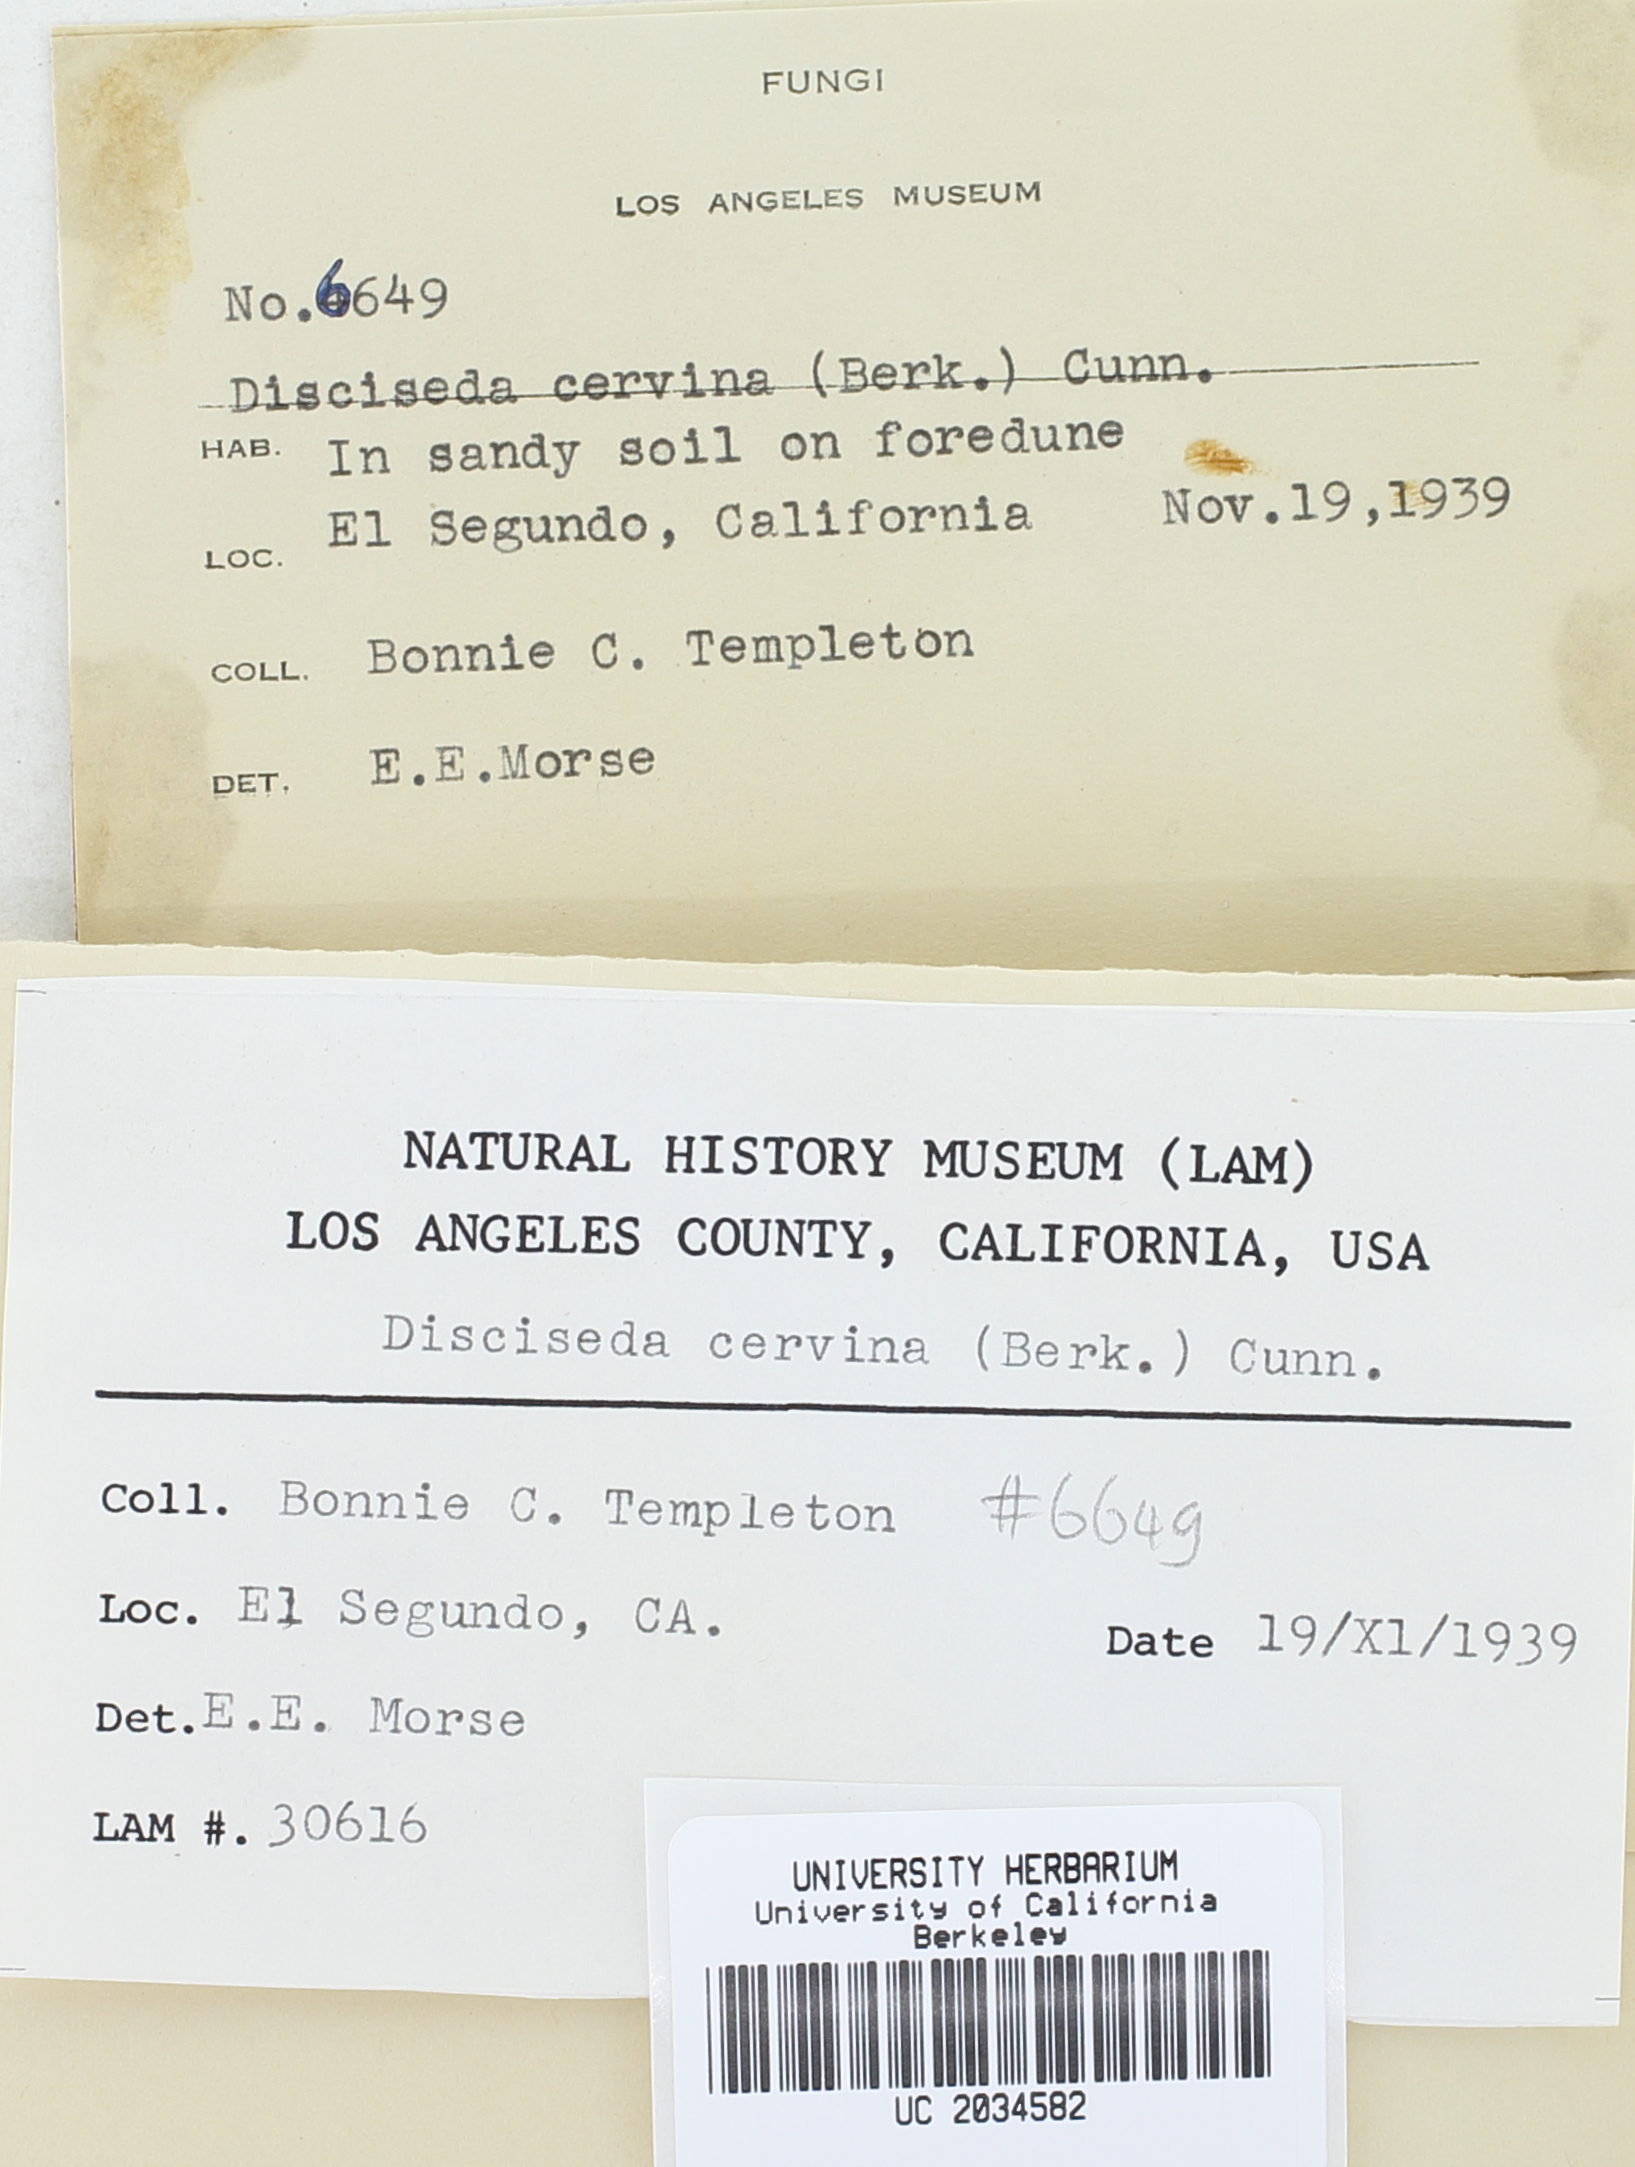 FUNGI
LOS ANGELES MUSEUM
No.6649
Disciseda cervina (Berk.) Cunn.
HAB. In sandy soil on foredune
El Segundo, California Nov.19,1939
LOC.
COLL. Bonnie C. Templeton
DET. E.E.Morse
NATURAL HISTORY MUSEUM (LAM)
LOS ANGELES COUNTY, CALIFORNIA, USA
Disciseda cervina (Berk.) Cunn.
Coll. Bonnie C. Templeton #6649
Loc. El Segundo, CA.
Date 19/X1/1939
Det. E.E. Morse
LAM #. 30616
UNIVERSITY HERBARIUM
University of California
Berkeley
UC 2034582